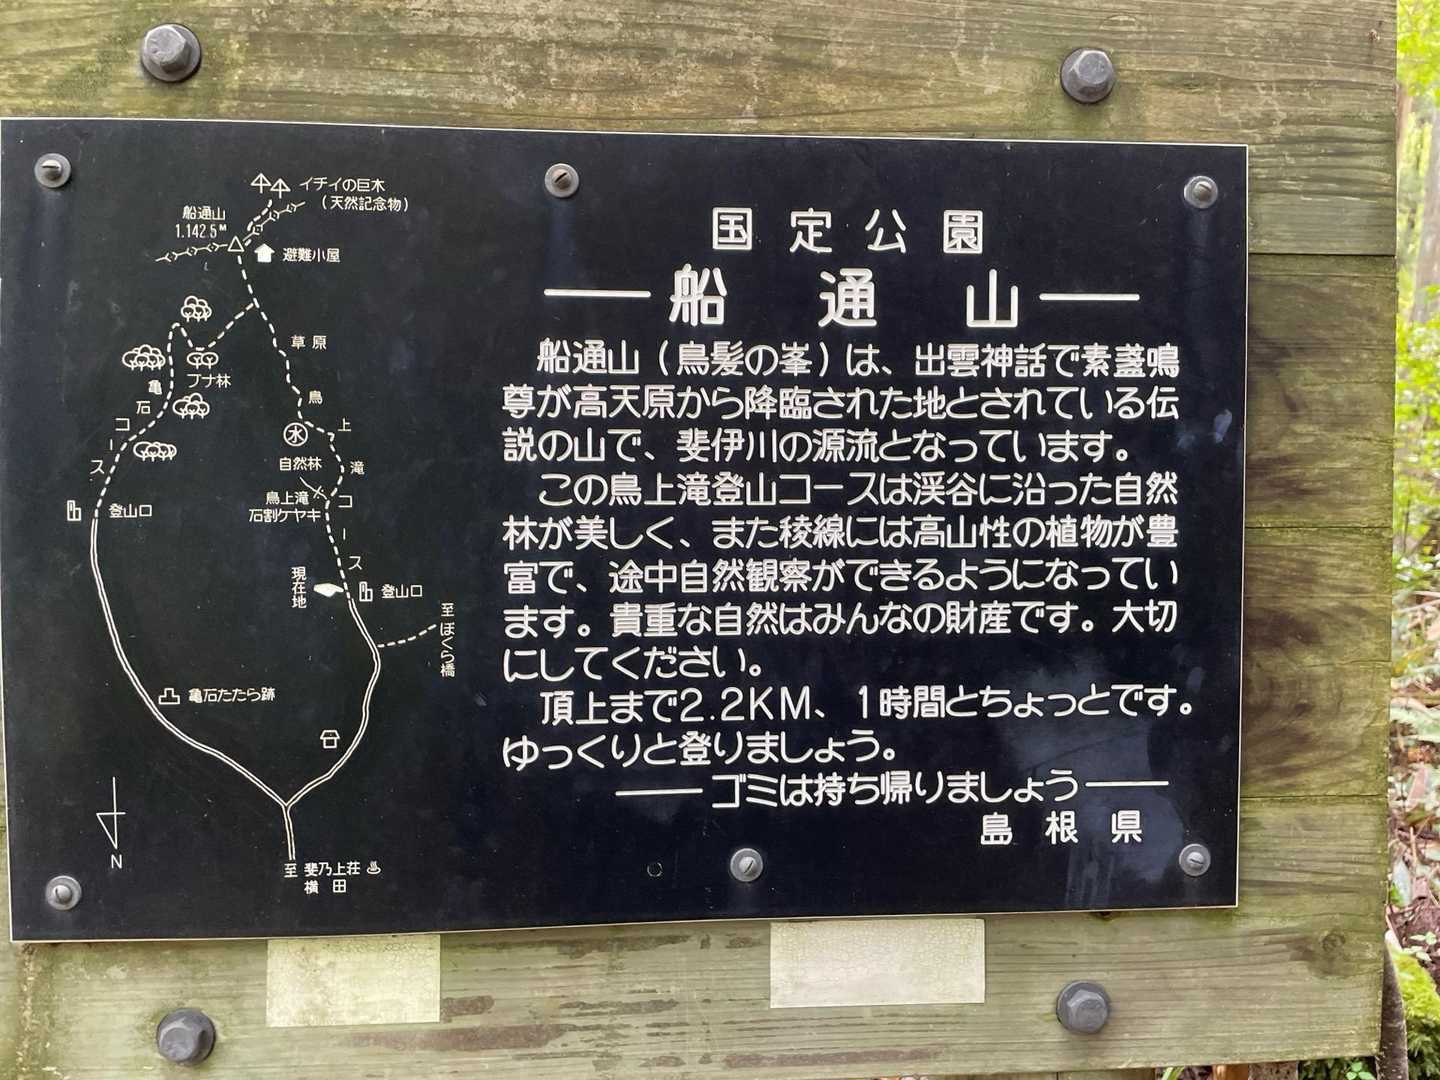 イチイの巨木
（天然記念物）
船通山
1.142.5M
避難小屋
草原
ブナ林
亀石コース
鳥上滝コース
水
自然林
鳥上滝
石割ケヤキ
登山口
現在地
登山口
至ぼくら橋
亀石たたら跡
N
至 斐乃上荘
横田
国定公園
船通山
船通山（鳥髪の峯）は、出雲神話で素盞鳴
尊が高天原から降臨された地とされている伝
説の山で、斐伊川の源流となっています。
この鳥上滝登山コースは渓谷に沿った自然
林が美しく、また稜線には高山性の植物が豊
富で、途中自然観察ができるようになってい
ます。貴重な自然はみんなの財産です。大切
にしてください。
頂上まで2.2KM、1時間とちょっとです。
ゆっくりと登りましょう。
ゴミは持ち帰りましょう
島根県